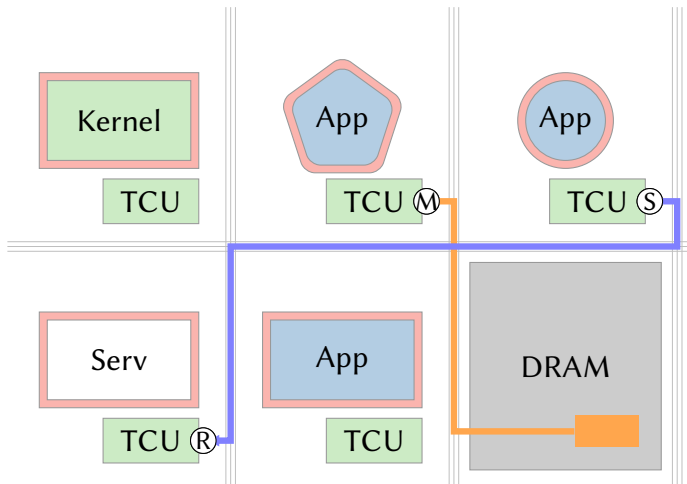 Kernel
App
App
TCU
TCU
M
TCU
S
Serv
App
DRAM
TCU
R
TCU